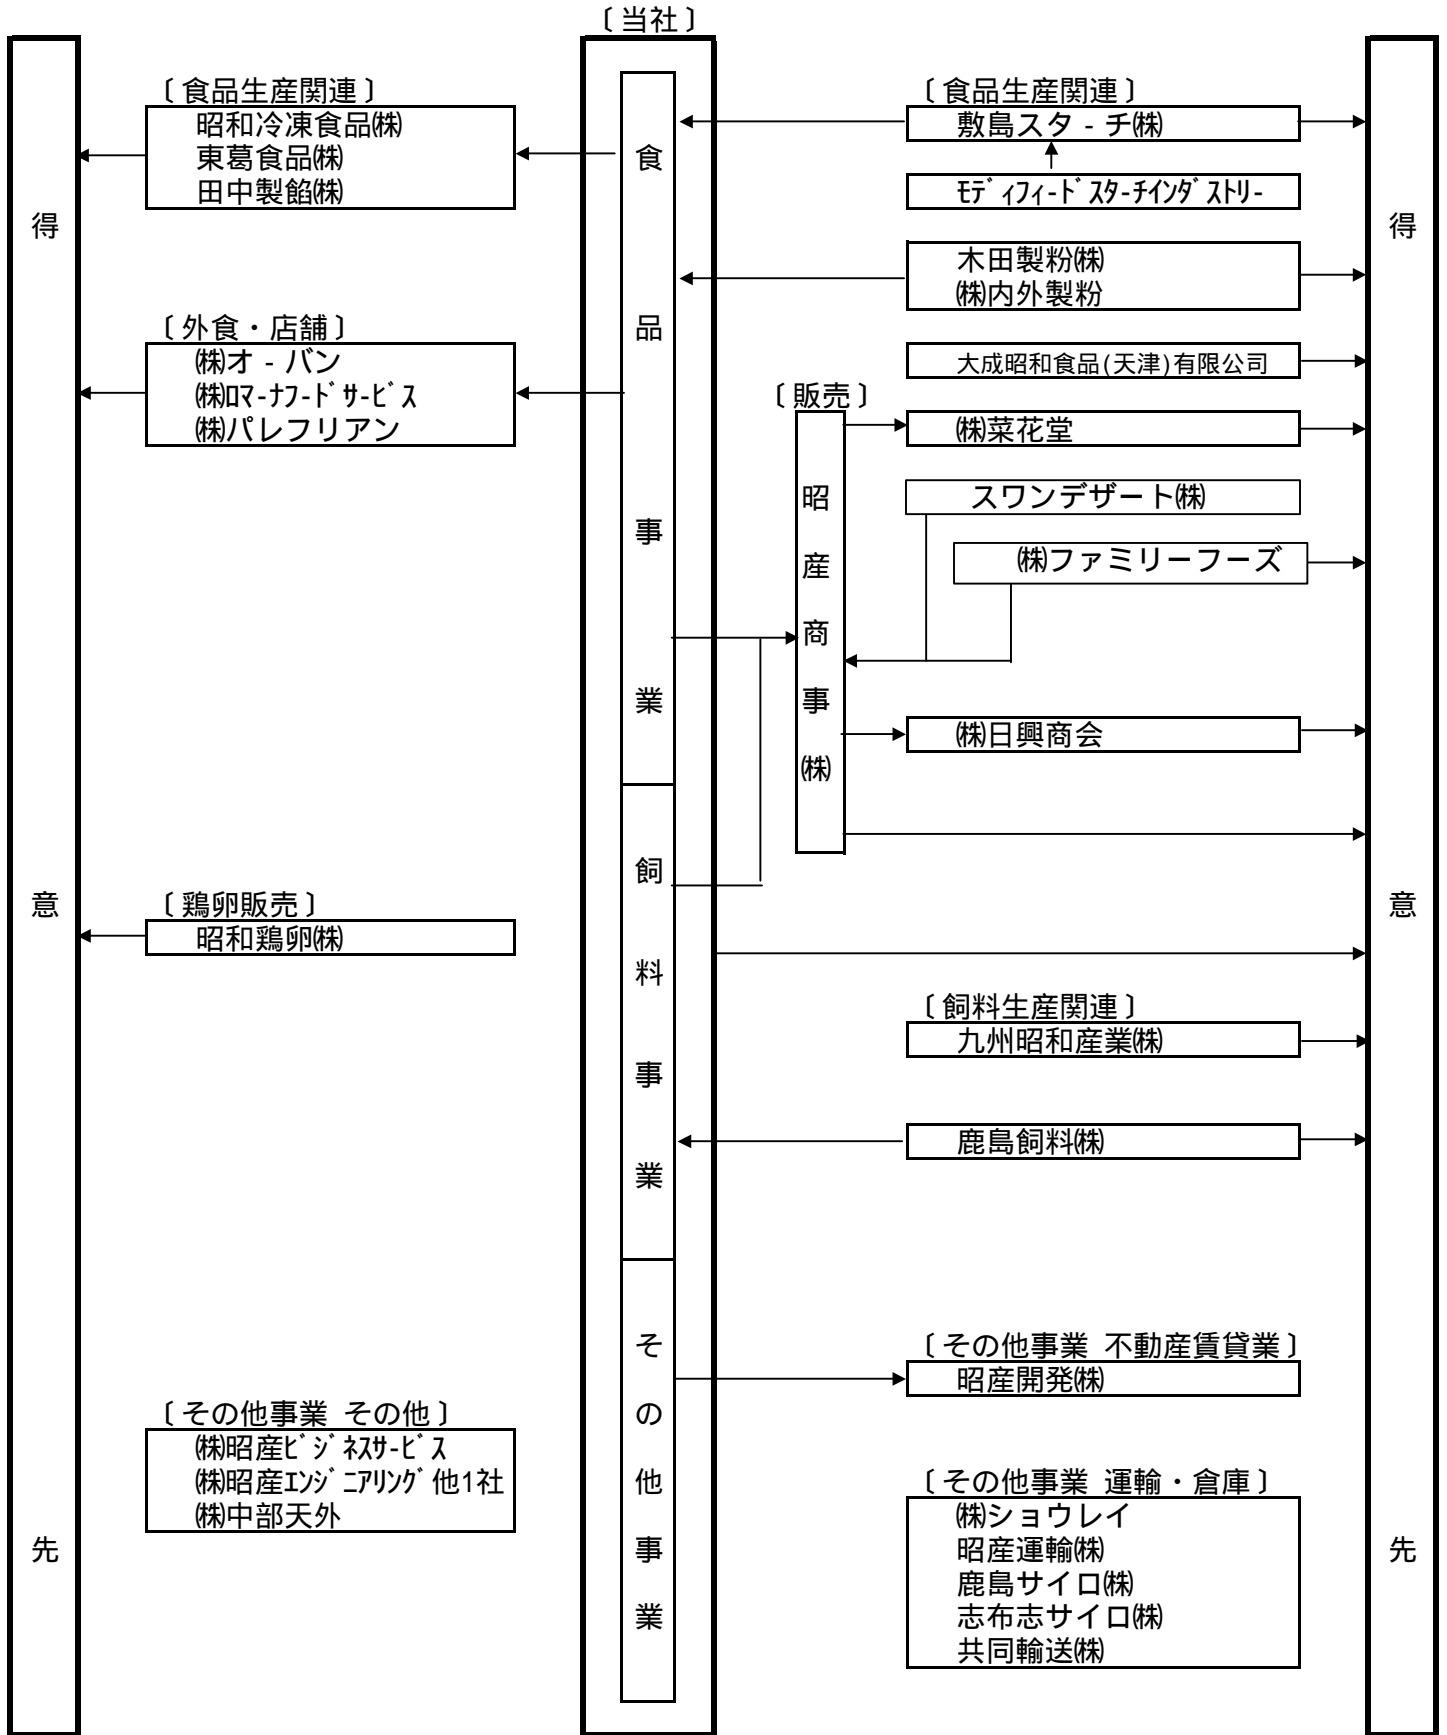 〔当社〕
得意先
〔食品生産関連〕
昭和冷凍食品㈱
東葛食品㈱
田中製餡㈱
〔外食・店舗〕
㈱オ-バン
㈱ﾛﾏ-ﾅﾌ-ﾄﾞｻ-ﾋﾞｽ
㈱パレフリアン
〔鶏卵販売〕
昭和鶏卵㈱
〔その他事業 その他〕
㈱昭産ﾋﾞｼﾞﾈｽｻ-ﾋﾞｽ
㈱昭産ｴﾝｼﾞﾆｱﾘﾝｸﾞ他1社
㈱中部天外
食品事業
飼料事業
その他事業
〔販売〕
昭産商事㈱
〔食品生産関連〕
敷島スタ-チ㈱
ﾓﾃﾞｨﾌｨ-ﾄﾞｽﾀ-ﾁｲﾝﾀﾞｽﾄﾘ-
木田製粉㈱
㈱内外製粉
大成昭和食品(天津)有限公司
㈱菜花堂
スワンデザート㈱
㈱ファミリーフーズ
㈱日興商会
〔飼料生産関連〕
九州昭和産業㈱
鹿島飼料㈱
〔その他事業 不動産賃貸業〕
昭産開発㈱
〔その他事業 運輸・倉庫〕
㈱ショウレイ
昭産運輸㈱
鹿島サイロ㈱
志布志サイロ㈱
共同輸送㈱
得意先